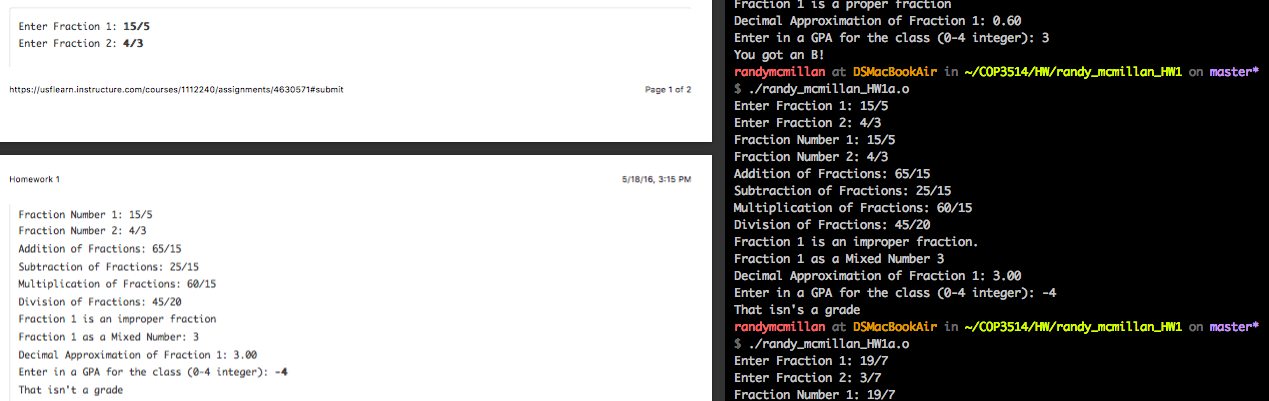 Enter Fraction 1: 15/5
Enter Fraction 2: 4/3
https://usflearn.instructure.com/courses/1112240/assignments/4630571#submit
Page 1 of 2
Homework 1
5/18/16, 3:15 PM
Fraction Number 1: 15/5
Fraction Number 2: 4/3
Addition of Fractions: 65/15
Subtraction of Fractions: 25/15
Multiplication of Fractions: 60/15
Division of Fractions: 45/20
Fraction 1 is an improper fraction
Fraction 1 as a Mixed Number: 3
Decimal Approximation of Fraction 1: 3.00
Enter in a GPA for the class (0-4 integer): -4
That isn't a grade
Fraction 1 is a proper fraction
Decimal Approximation of Fraction 1: 0.60
Enter in a GPA for the class (0-4 integer): 3
You got an B!
randymcmillan at DSMacBookAir in ~/COP3514/HW/randy_mcmillan_HW1 on master*
$ ./randy_mcmillan_HW1a.o
Enter Fraction 1: 15/5
Enter Fraction 2: 4/3
Fraction Number 1: 15/5
Fraction Number 2: 4/3
Addition of Fractions: 65/15
Subtraction of Fractions: 25/15
Multiplication of Fractions: 60/15
Division of Fractions: 45/20
Fraction 1 is an improper fraction.
Fraction 1 as a Mixed Number 3
Decimal Approximation of Fraction 1: 3.00
Enter in a GPA for the class (0-4 integer): -4
That isn's a grade
randymcmillan at DSMacBookAir in ~/COP3514/HW/randy_mcmillan_HW1 on master*
$ ./randy_mcmillan_HW1a.o
Enter Fraction 1: 19/7
Enter Fraction 2: 3/7
Fraction Number 1: 19/7